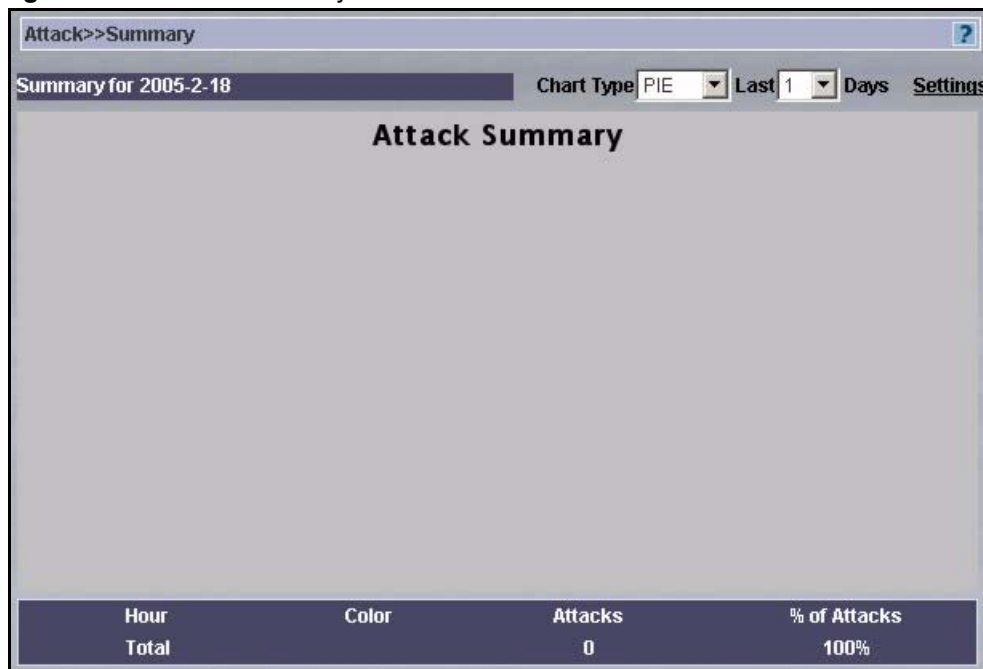 Attack>>Summary ?
Summary for 2005-2-18 Chart Type PIE Last 1 Days Settings
Attack Summary
Hour Color Attacks % of Attacks
Total 0 100%